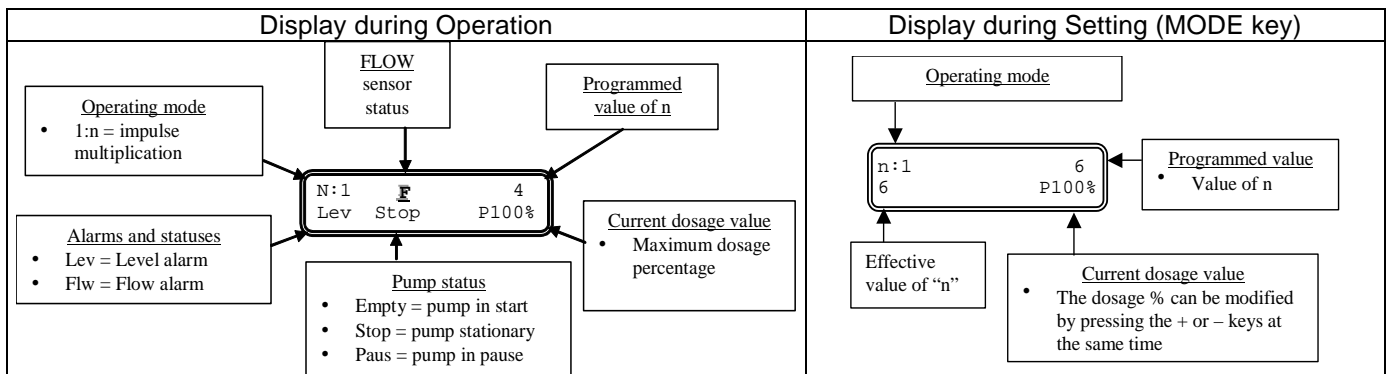 Display during Operation
Display during Setting (MODE key)
FLOW
sensor
status
Operating mode
• 1:n = impulse
multiplication
Programmed
value of n
N:1 F 4
Lev Stop P100%
Alarms and statuses
• Lev = Level alarm
• Flw = Flow alarm
Pump status
• Empty = pump in start
• Stop = pump stationary
• Paus = pump in pause
Current dosage value
• Maximum dosage
percentage
Operating mode
n:1 6
6 P100%
Programmed value
• Value of n
Effective
value of “n”
Current dosage value
• The dosage % can be modified
by pressing the + or – keys at
the same time